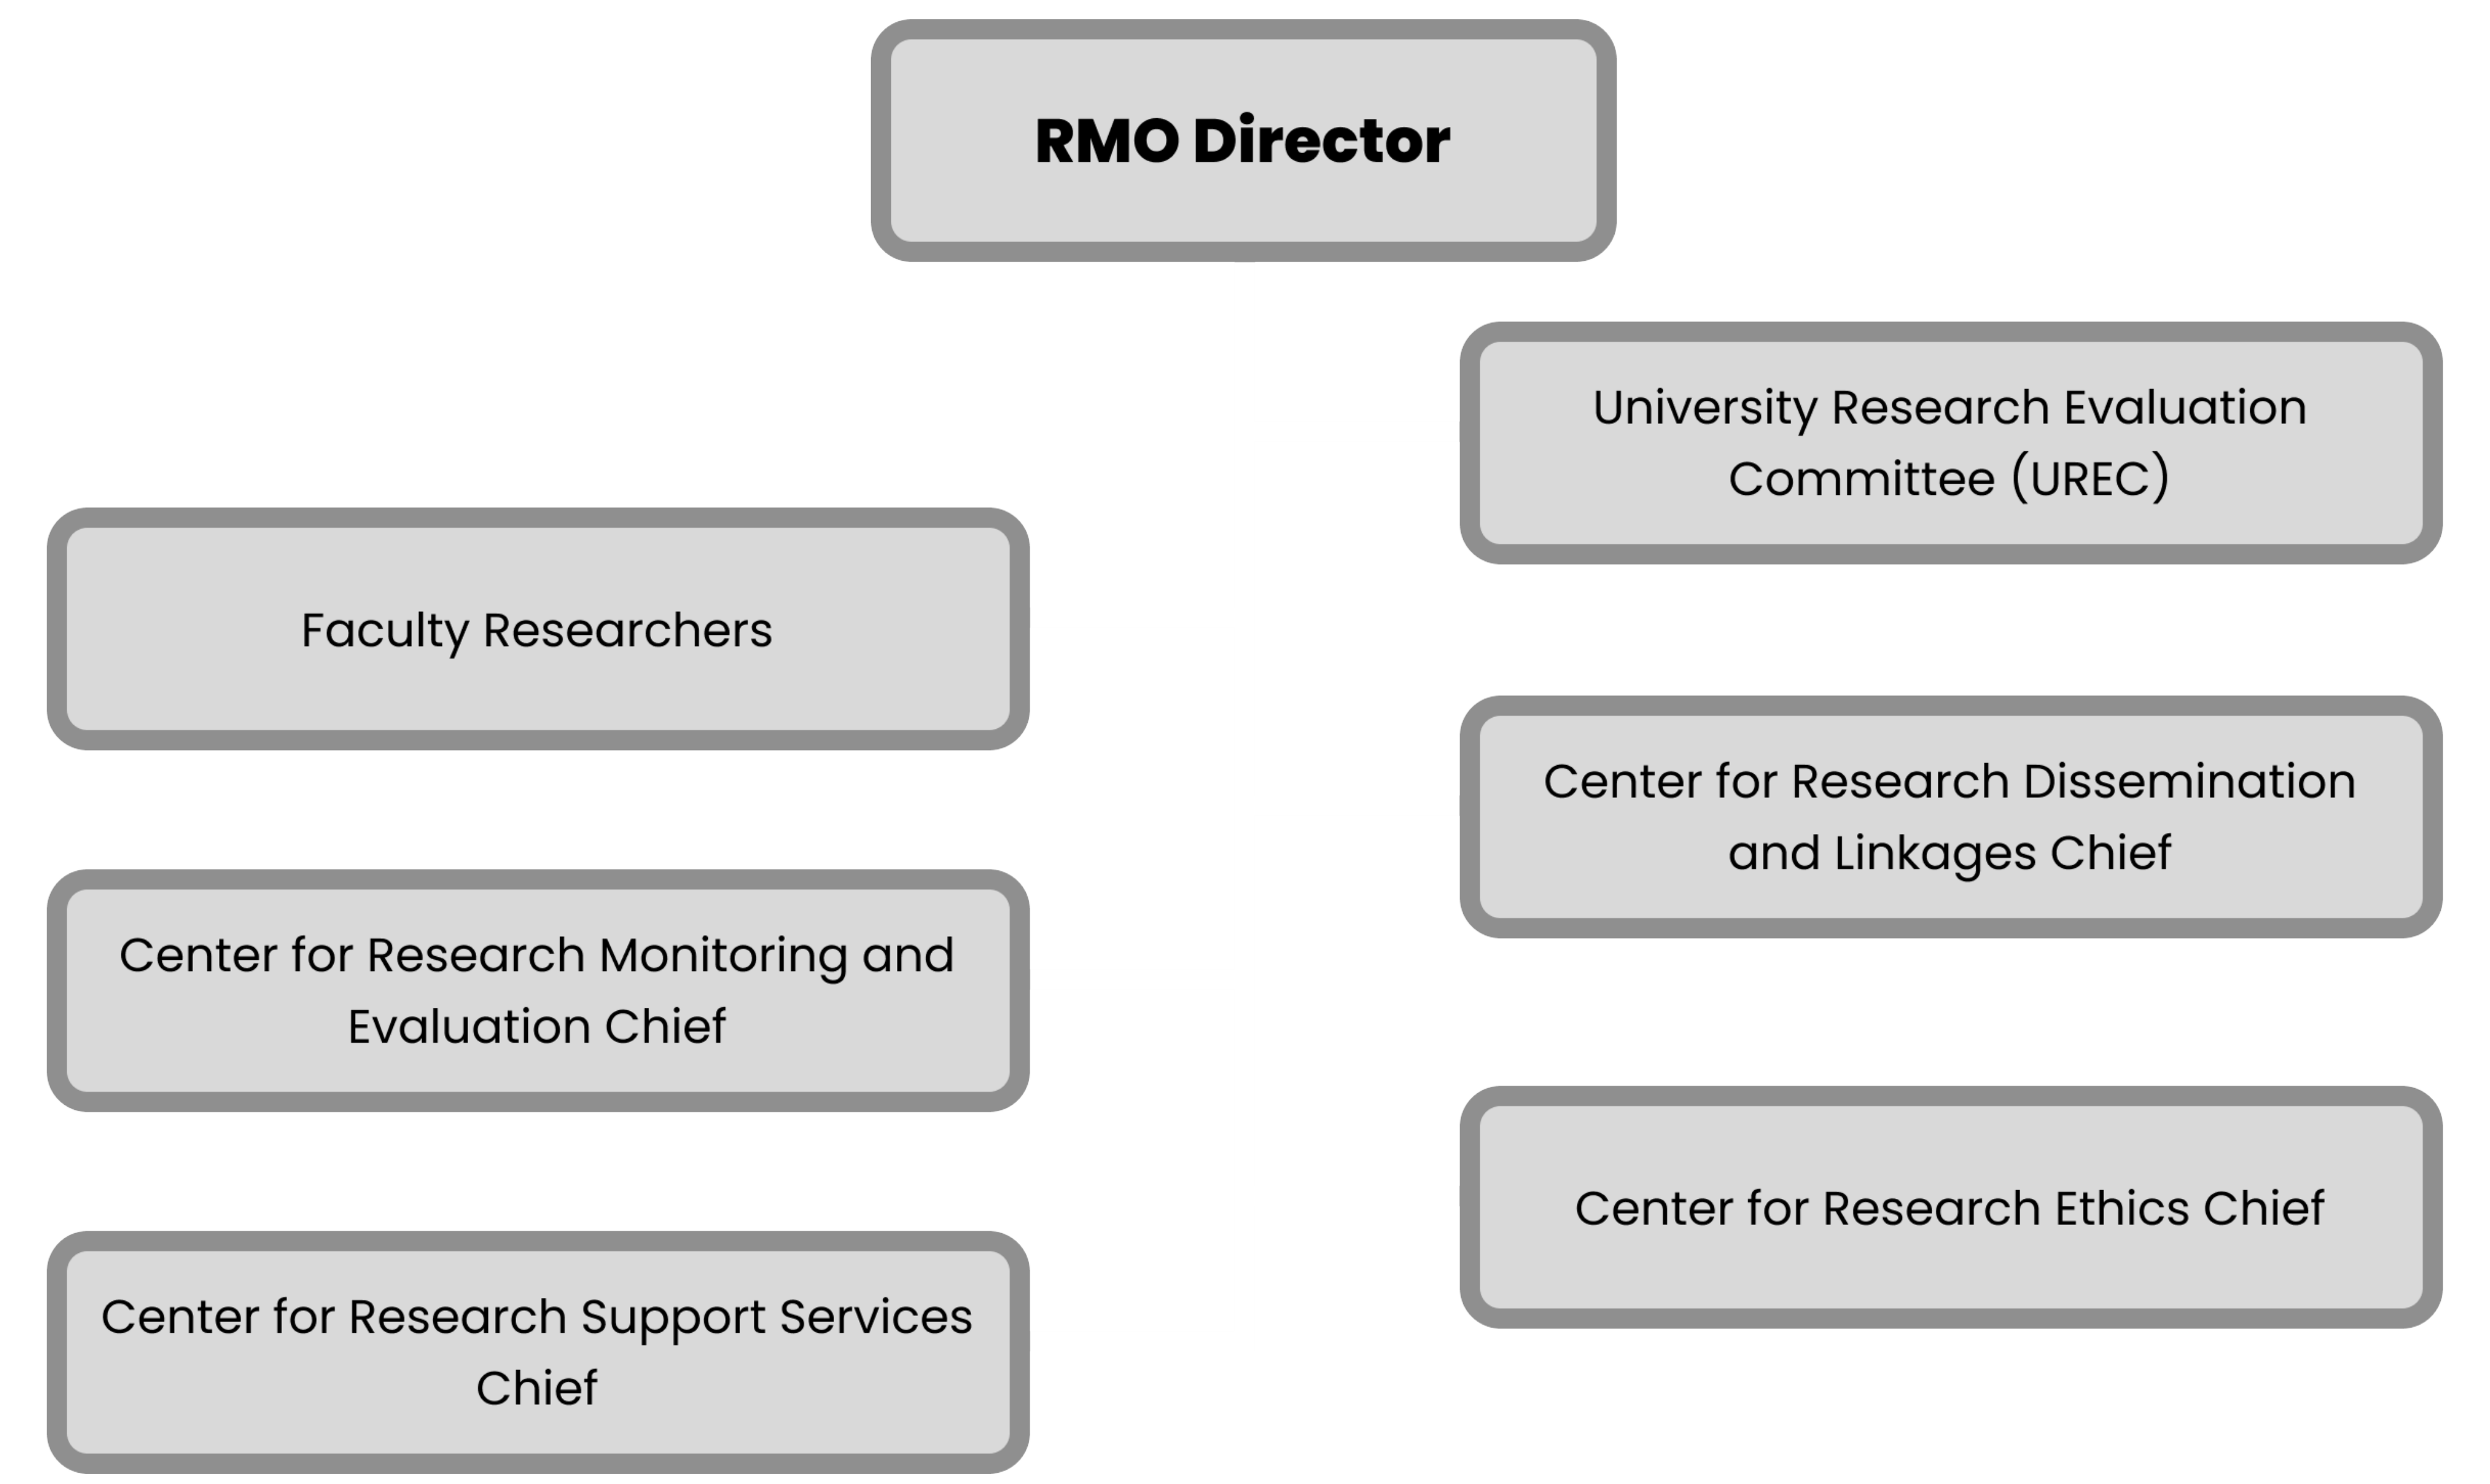 RMO Director
University Research Evaluation
Committee (UREC)
Faculty Researchers
Center for Research Dissemination
and Linkages Chief
Center for Research Monitoring and
Evaluation Chief
Center for Research Ethics Chief
Center for Research Support Services
Chief